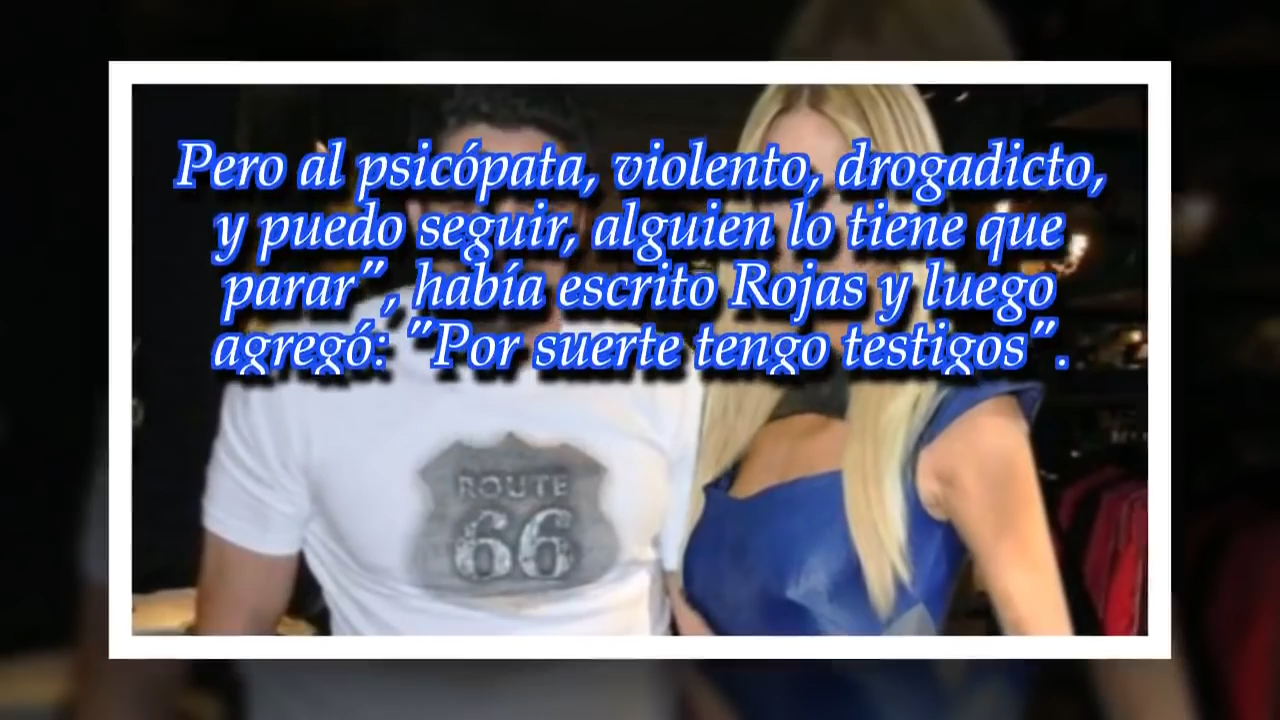 Pero al psicópata, violento, drogadicto,
y puedo seguir, alguien lo tiene que
parar", había escrito Rojas y luego
agregó: "Por suerte tengo testigos".
ROUTE
66